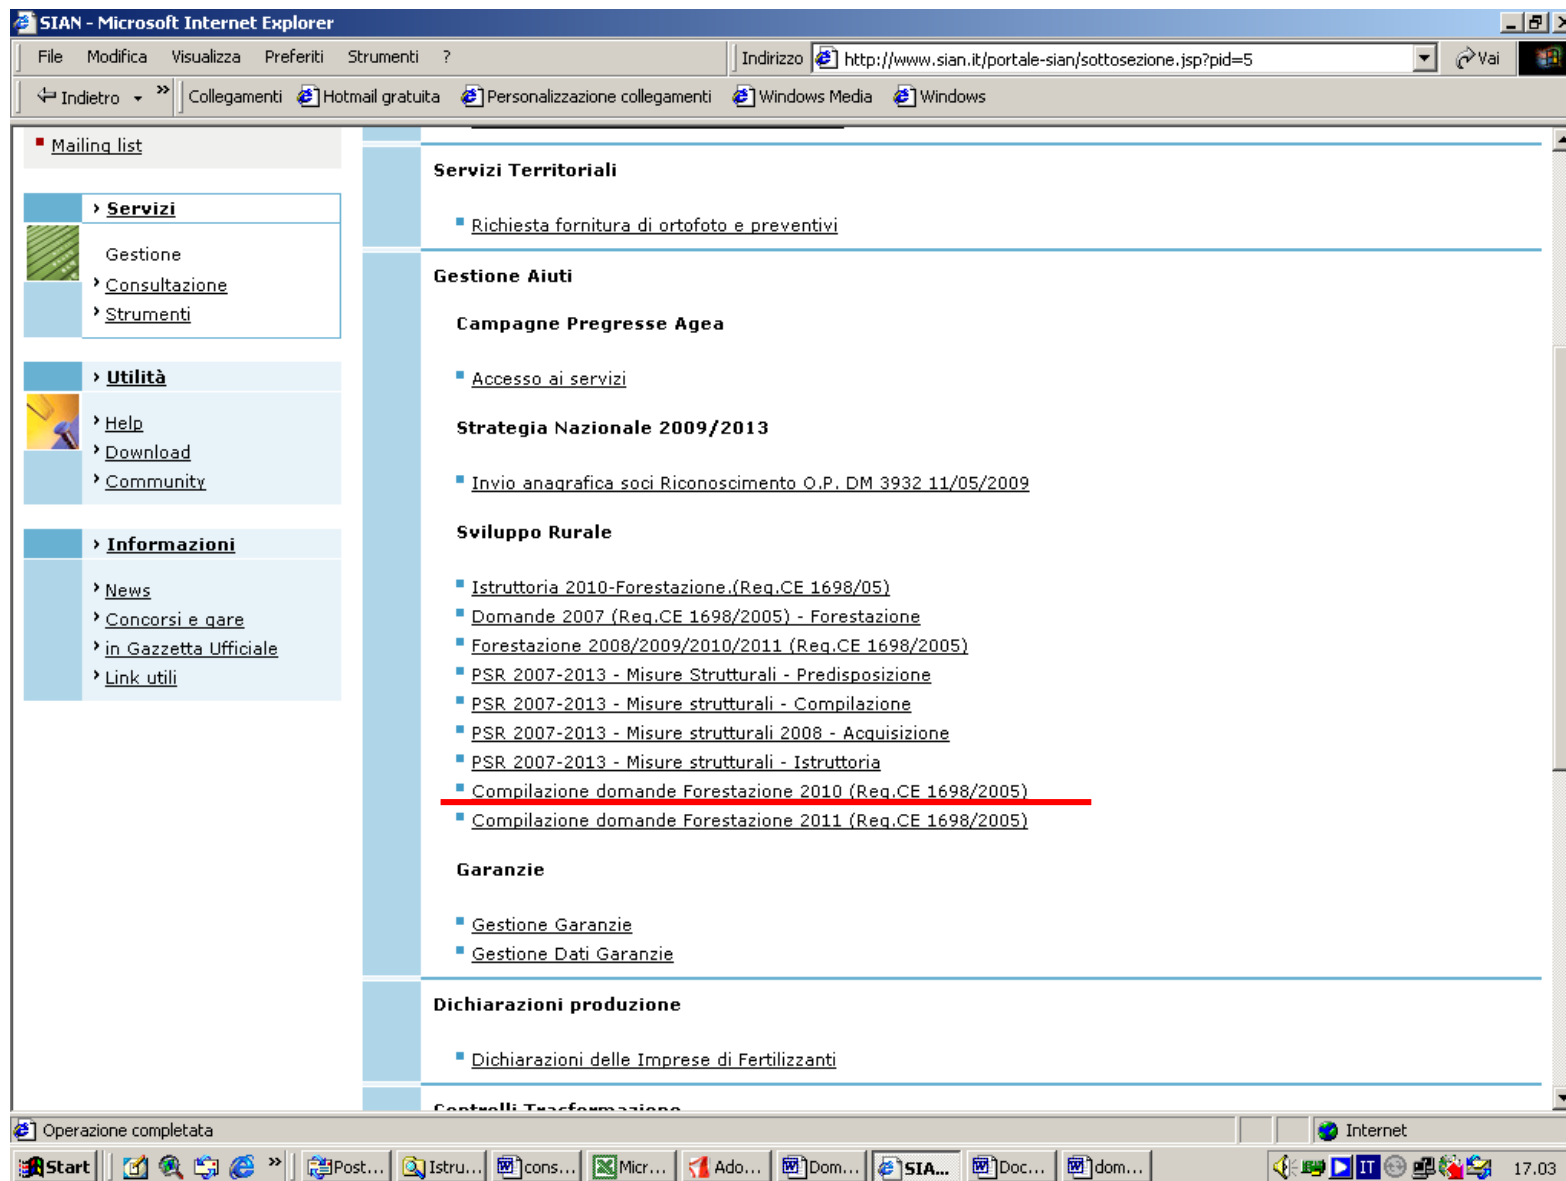 SIAN - Microsoft Internet Explorer
File Modifica Visualizza Preferiti Strumenti ? Indirizzo http://www.sian.it/portale-sian/sottosezione.jsp?pid=5 Vai
Indietro » Collegamenti Hotmail gratuita Personalizzazione collegamenti Windows Media Windows
Mailing list
› Servizi
Gestione
› Consultazione
› Strumenti
› Utilità
› Help
› Download
› Community
› Informazioni
› News
› Concorsi e gare
› in Gazzetta Ufficiale
› Link utili
Servizi Territoriali
Richiesta fornitura di ortofoto e preventivi
Gestione Aiuti
Campagne Pregresse Agea
Accesso ai servizi
Strategia Nazionale 2009/2013
Invio anagrafica soci Riconoscimento O.P. DM 3932 11/05/2009
Sviluppo Rurale
Istruttoria 2010-Forestazione.(Reg.CE 1698/05)
Domande 2007 (Reg.CE 1698/2005) - Forestazione
Forestazione 2008/2009/2010/2011 (Reg.CE 1698/2005)
PSR 2007-2013 - Misure Strutturali - Predisposizione
PSR 2007-2013 - Misure strutturali - Compilazione
PSR 2007-2013 - Misure strutturali 2008 - Acquisizione
PSR 2007-2013 - Misure strutturali - Istruttoria
Compilazione domande Forestazione 2010 (Reg.CE 1698/2005)
Compilazione domande Forestazione 2011 (Reg.CE 1698/2005)
Garanzie
Gestione Garanzie
Gestione Dati Garanzie
Dichiarazioni produzione
Dichiarazioni delle Imprese di Fertilizzanti
Controlli Trasformazione
Operazione completata Internet
Start » Post... Istru... cons... Micr... Ado... Dom... SIA... Doc... dom... IT 17.03